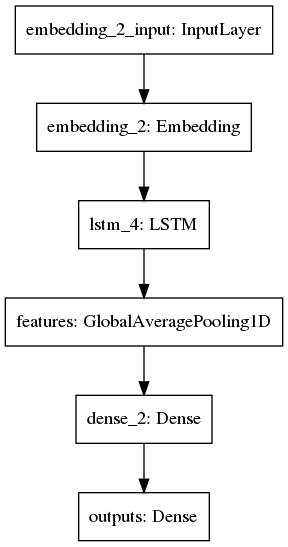 embedding_2_input: InputLayer
embedding_2: Embedding
lstm_4: LSTM
features: GlobalAveragePooling1D
dense_2: Dense
outputs: Dense